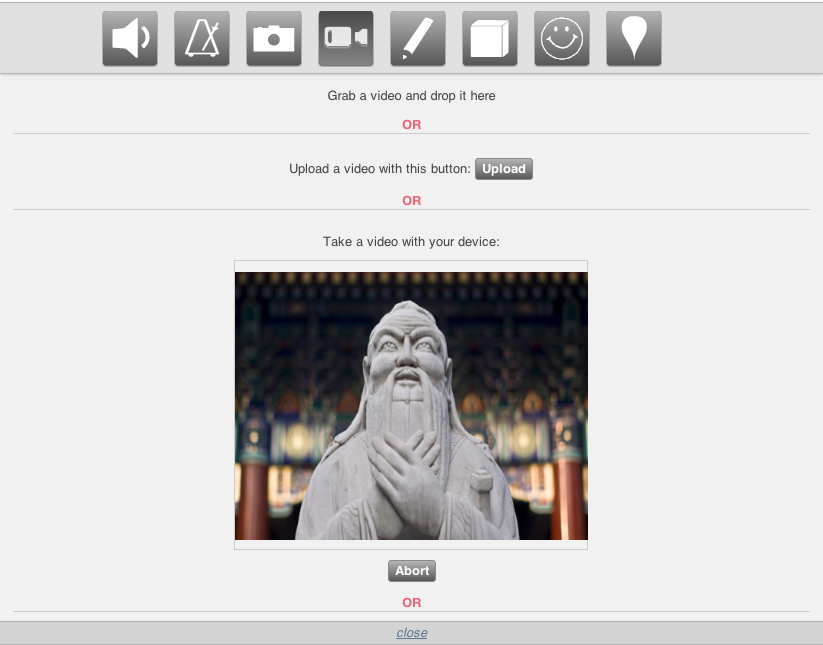 Grab a video and drop it here
OR
Upload a video with this button: Upload
OR
Take a video with your device:
Abort
OR
close